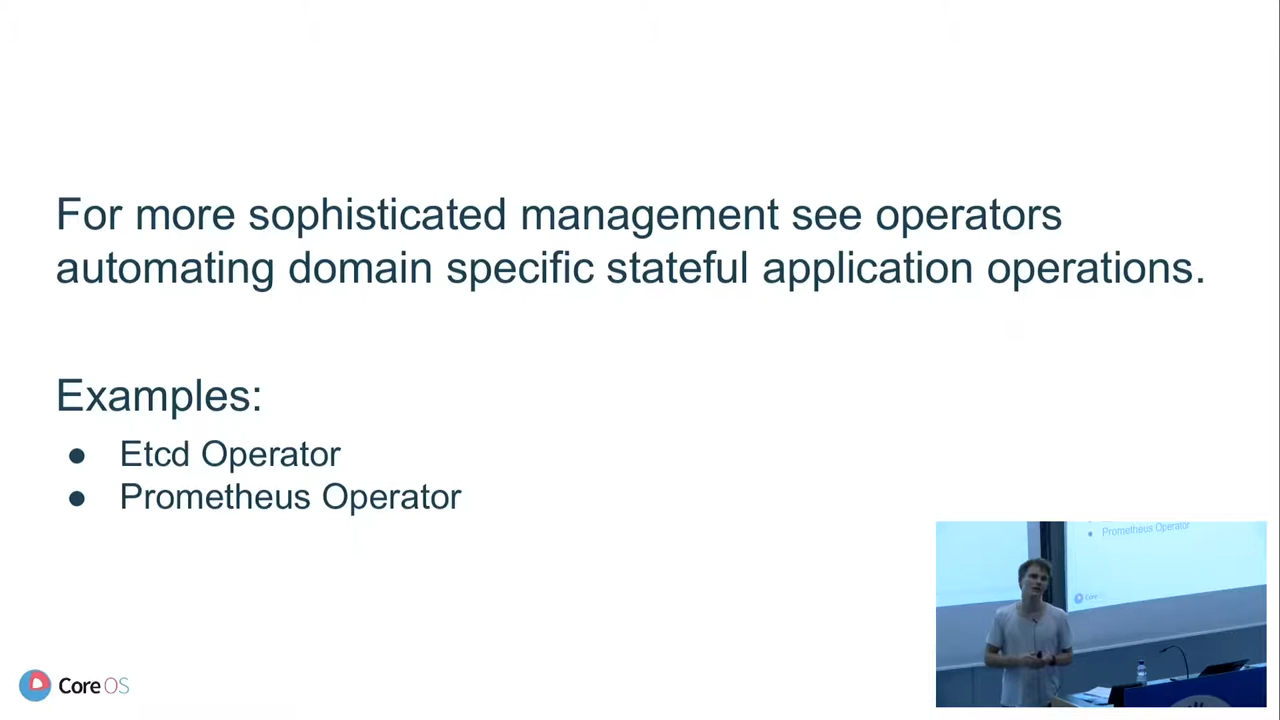 For more sophisticated management see operators
automating domain specific stateful application operations.
Examples:
● Etcd Operator
● Prometheus Operator
● Prometheus Operator
Core
Core OS